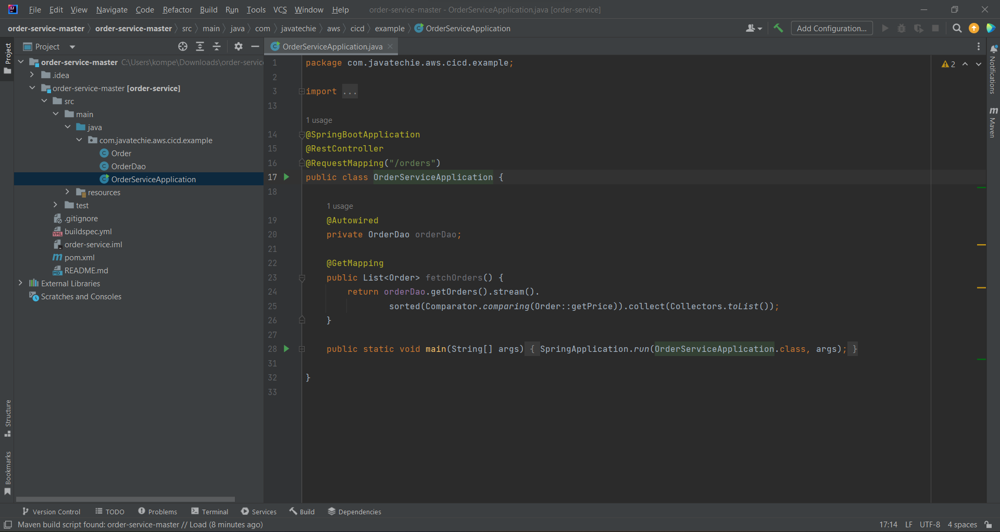 File Edit View Navigate Code Refactor Build Run Tools VCS Window Help order-service-master - OrderServiceApplication.java [order-service]
order-service-master order-service-master src main java com javatechie aws cicd example OrderServiceApplication Add Configuration...
Project
OrderServiceApplication.java
order-service-master C:\Users\kompe\Downloads\order-servic
.idea
order-service-master [order-service]
src
main
java
com.javatechie.aws.cicd.example
Order
OrderDao
OrderServiceApplication
resources
test
.gitignore
buildspec.yml
order-service.iml
pom.xml
README.md
External Libraries
Scratches and Consoles
Project
Structure
Bookmarks
1 package com.javatechie.aws.cicd.example;
2
3 import ...
13
1 usage
14 @SpringBootApplication
15 @RestController
16 @RequestMapping("/orders")
17 public class OrderServiceApplication {
18
1 usage
19 @Autowired
20 private OrderDao orderDao;
21
22 @GetMapping
23 public List<Order> fetchOrders() {
24 return orderDao.getOrders().stream().
25 sorted(Comparator.comparing(Order::getPrice)).collect(Collectors.toList());
26 }
27
28 public static void main(String[] args) { SpringApplication.run(OrderServiceApplication.class, args); }
31
32 }
33
2
Notifications
Maven
Version Control TODO Problems Terminal Services Build Dependencies
Maven build script found: order-service-master // Load (8 minutes ago) 17:14 LF UTF-8 4 spaces